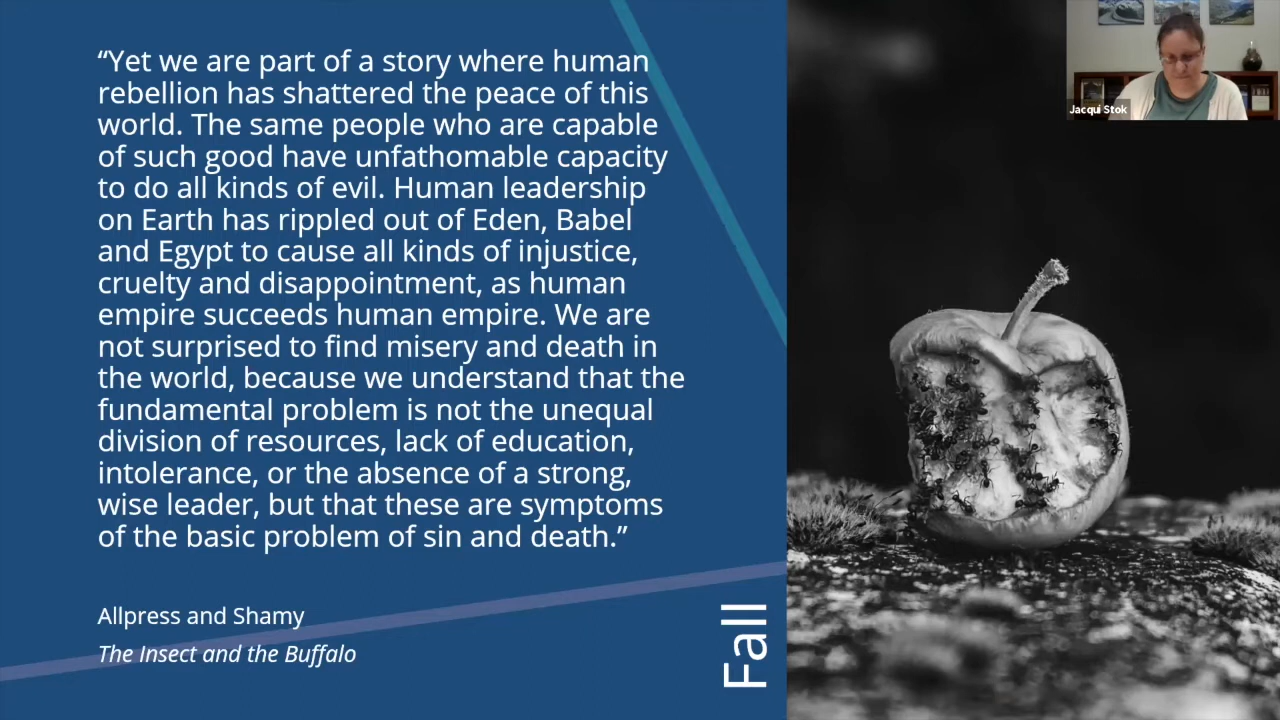 “Yet we are part of a story where human
rebellion has shattered the peace of this
world. The same people who are capable
of such good have unfathomable capacity
to do all kinds of evil. Human leadership
on Earth has rippled out of Eden, Babel
and Egypt to cause all kinds of injustice,
cruelty and disappointment, as human
empire succeeds human empire. We are
not surprised to find misery and death in
the world, because we understand that the
fundamental problem is not the unequal
division of resources, lack of education,
intolerance, or the absence of a strong,
wise leader, but that these are symptoms
of the basic problem of sin and death.”
Allpress and Shamy
The Insect and the Buffalo
Fall
Jacqui Stok